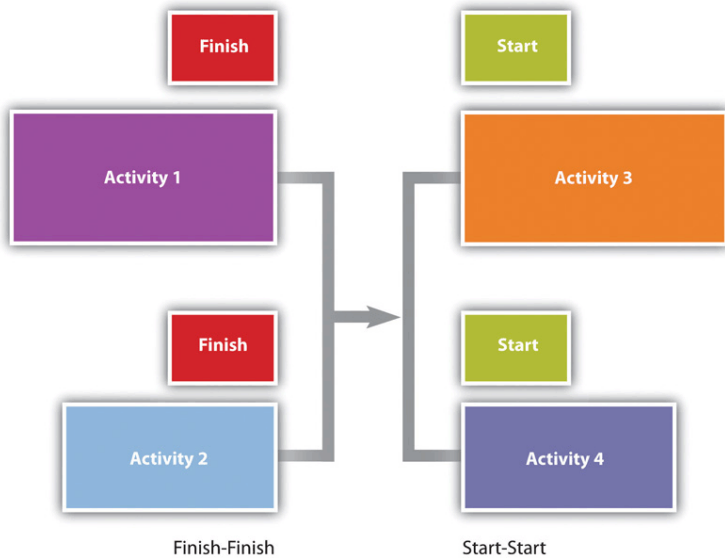 Finish
Start
Activity 1
Activity 3
Finish
Start
Activity 2
Activity 4
Finish-Finish
Start-Start